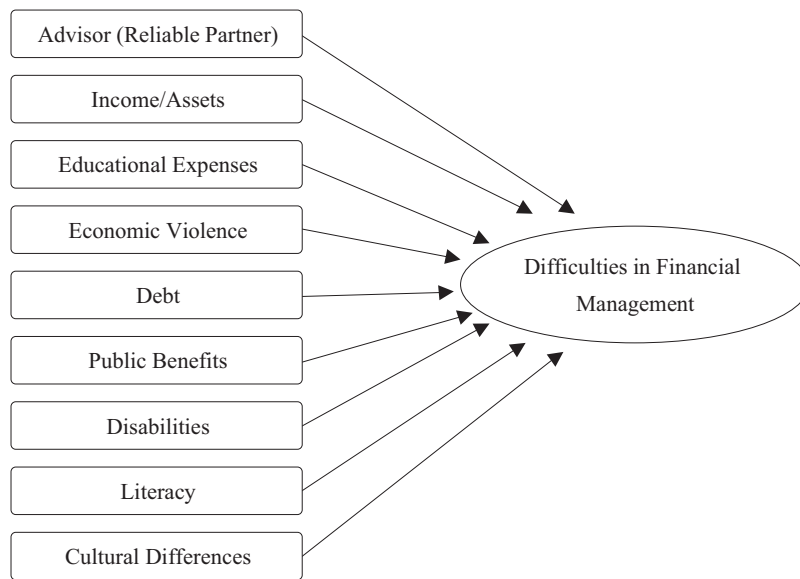 Advisor (Reliable Partner)
Income/Assets
Educational Expenses
Economic Violence
Debt
Public Benefits
Disabilities
Literacy
Cultural Differences
Difficulties in Financial
Management